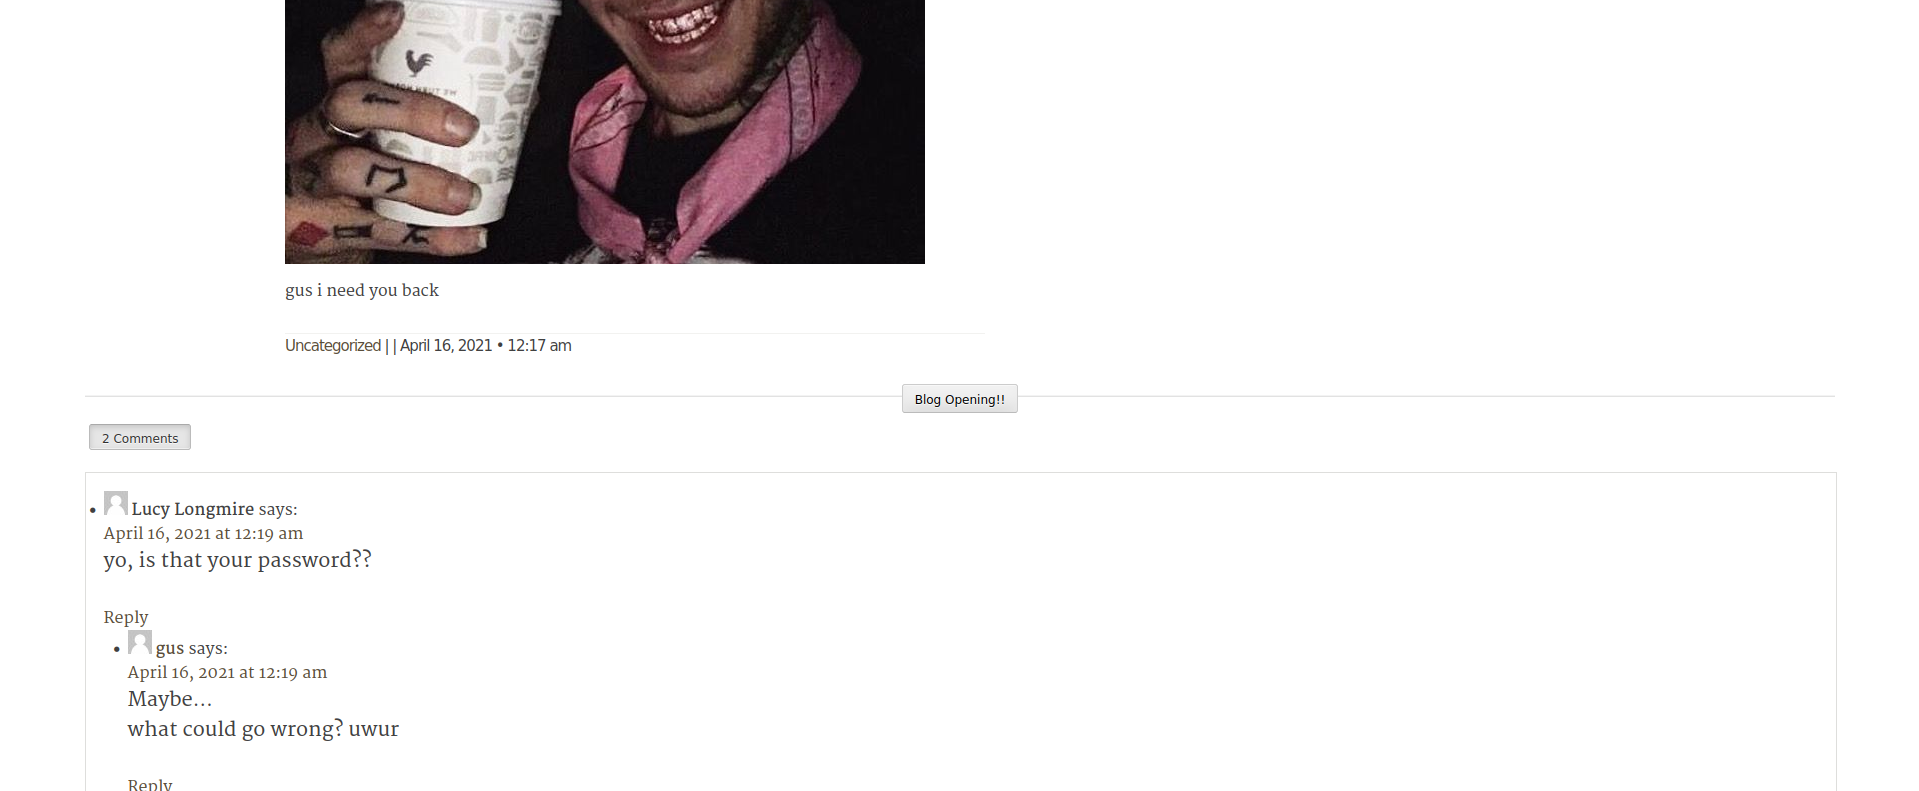 gus i need you back
Uncategorized | | April 16, 2021 • 12:17 am
Blog Opening!!
2 Comments
Lucy Longmire says:
April 16, 2021 at 12:19 am
yo, is that your password??
Reply
gus says:
April 16, 2021 at 12:19 am
Maybe…
what could go wrong? uwur
Reply